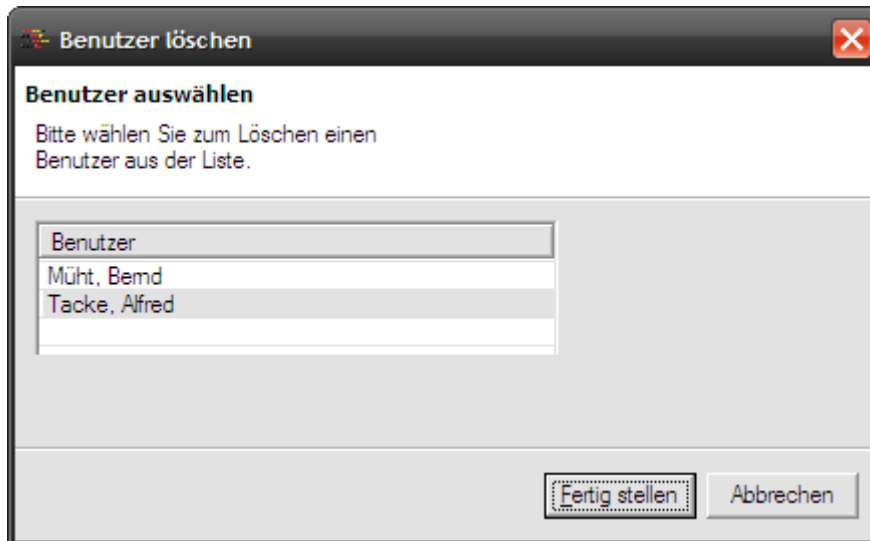 Benutzer löschen
Benutzer auswählen
Bitte wählen Sie zum Löschen einen
Benutzer aus der Liste.
Benutzer
Müht, Bernd
Tacke, Alfred
Fertig stellen
Abbrechen